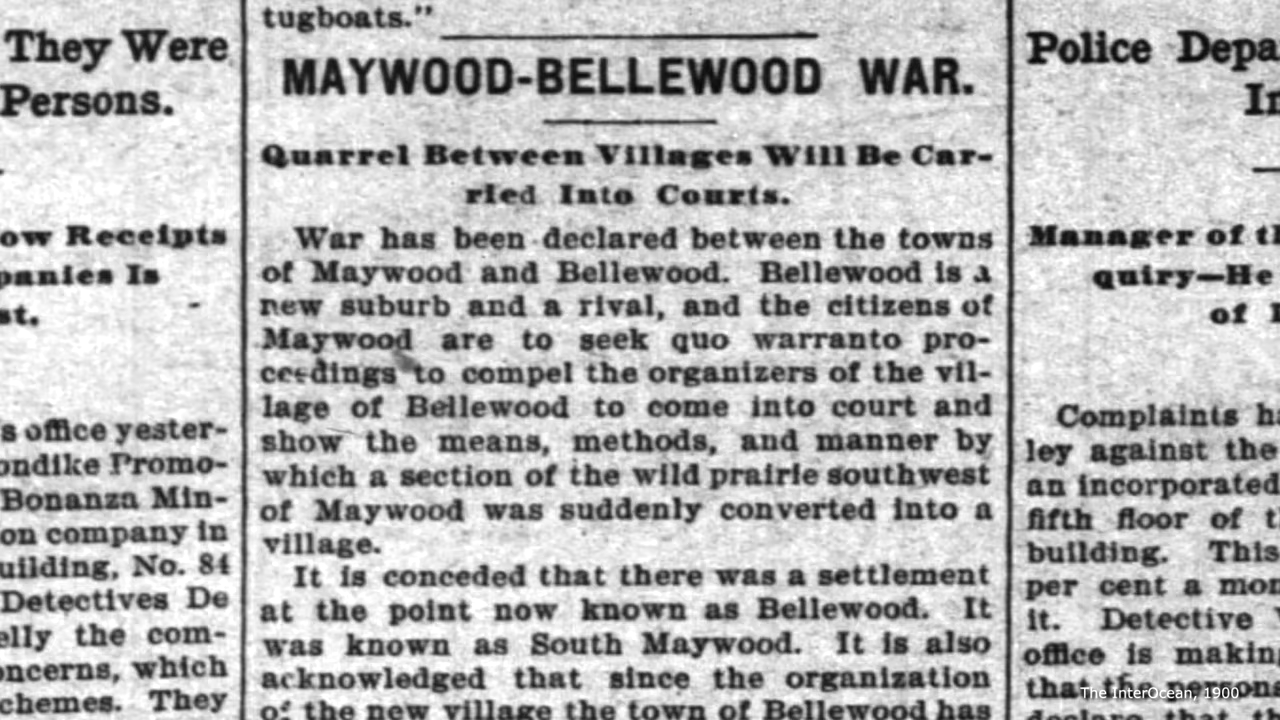 They Were
Persons.
ow Receipts
panies Is
st.
s office yester-
ondike Promo-
Bonanza Min-
on company in
uilding, No. 84
Detectives De
elly the com-
oncerns, which
chemes. They
tugboats."
MAYWOOD-BELLEWOOD WAR.
Quarrel Between Villages Will Be Car-
ried Into Courts.
War has been declared between the towns
of Maywood and Bellewood. Bellewood is a
new suburb and a rival, and the citizens of
Maywood are to seek quo warranto pro-
ceedings to compel the organizers of the vil-
lage of Bellewood to come into court and
show the means, methods, and manner by
which a section of the wild prairie southwest
of Maywood was suddenly converted into a
village.
It is conceded that there was a settlement
at the point now known as Bellewood. It
was known as South Maywood. It is also
acknowledged that since the organization
of the new village the town of Bellewood has
Police Depa
In
Manager of th
quiry—He
of
Complaints ha
ley against the
an incorporated
fifth floor of t
building. This
per cent a mon
it. Detective
office is making
that the persons
The InterOcean, 1900